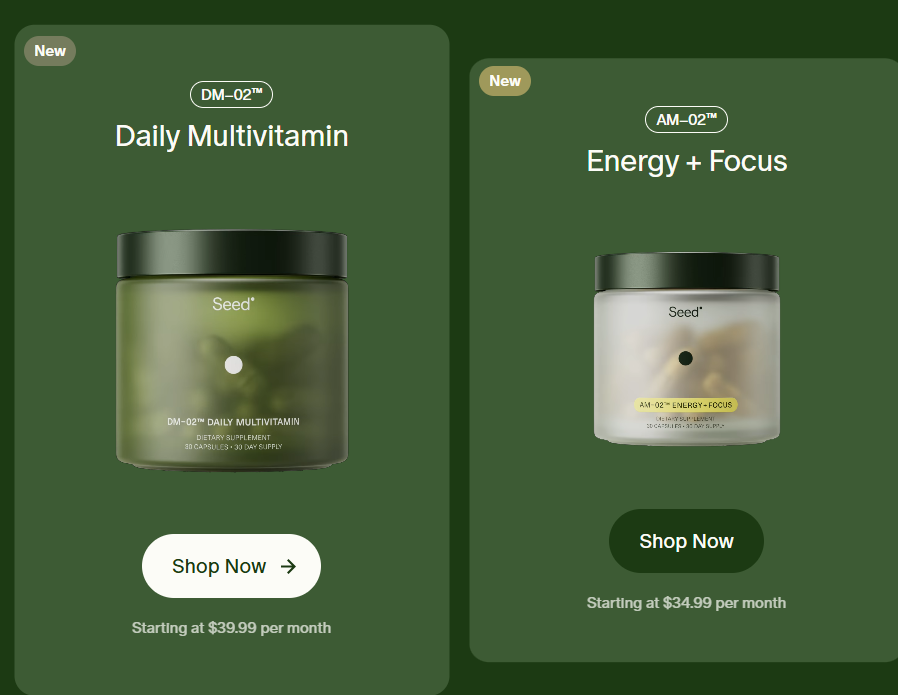 New
DM–02™
Daily Multivitamin
Seed
DM–02™ DAILY MULTIVITAMIN
DIETARY SUPPLEMENT
30 CAPSULES • 30 DAY SUPPLY
Shop Now →
Starting at $39.99 per month
New
AM–02™
Energy + Focus
Seed
AM–02™ ENERGY + FOCUS
DIETARY SUPPLEMENT
30 CAPSULES • 30 DAY SUPPLY
Shop Now
Starting at $34.99 per month